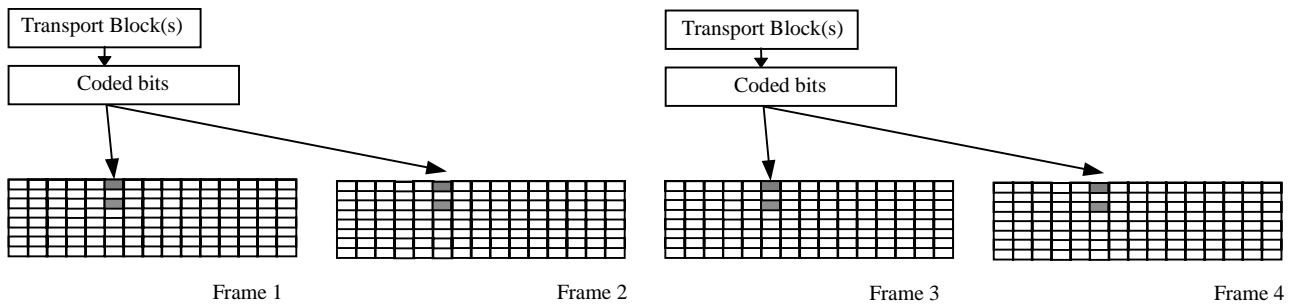 Transport Block(s)
Transport Block(s)
Coded bits
Coded bits
Frame 1
Frame 2
Frame 3
Frame 4